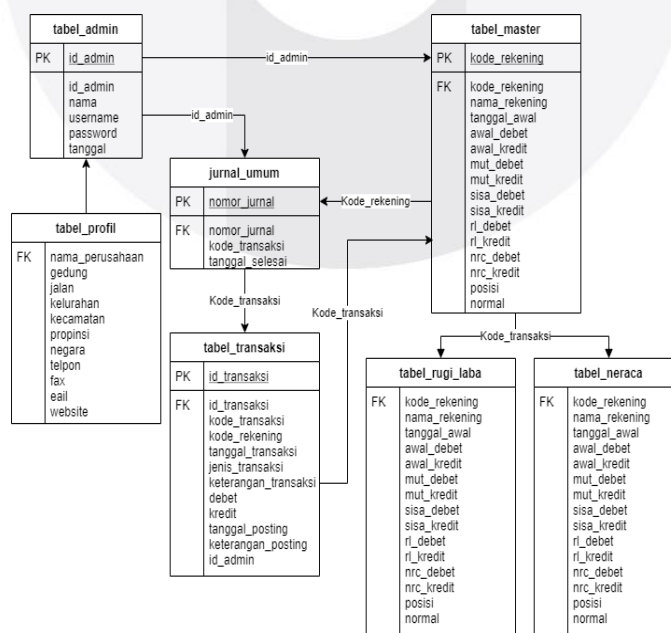 tabel_admin
PK id_admin
id_admin
nama
username
password
tanggal
id_admin
tabel_master
PK kode_rekening
FK kode_rekening
nama_rekening
tanggal_awal
awal_debet
awal_kredit
mut_debet
mut_kredit
sisa_debet
sisa_kredit
rl_debet
rl_kredit
nrc_debet
nrc_kredit
posisi
normal
id_admin
jurnal_umum
PK nomor_jurnal
FK nomor_jurnal
kode_transaksi
tanggal_selesai
Kode_rekening
tabel_profil
FK nama_perusahaan
gedung
jalan
kelurahan
kecamatan
propinsi
negara
telpon
fax
eail
website
Kode_transaksi
Kode_transaksi
tabel_transaksi
PK id_transaksi
FK id_transaksi
kode_transaksi
kode_rekening
tanggal_transaksi
jenis_transaksi
keterangan_transaksi
debet
kredit
tanggal_posting
keterangan_posting
id_admin
Kode_transaksi
tabel_rugi_laba
FK kode_rekening
nama_rekening
tanggal_awal
awal_debet
awal_kredit
mut_debet
mut_kredit
sisa_debet
sisa_kredit
rl_debet
rl_kredit
nrc_debet
nrc_kredit
posisi
normal
tabel_neraca
FK kode_rekening
nama_rekening
tanggal_awal
awal_debet
awal_kredit
mut_debet
mut_kredit
sisa_debet
sisa_kredit
rl_debet
rl_kredit
nrc_debet
nrc_kredit
posisi
normal